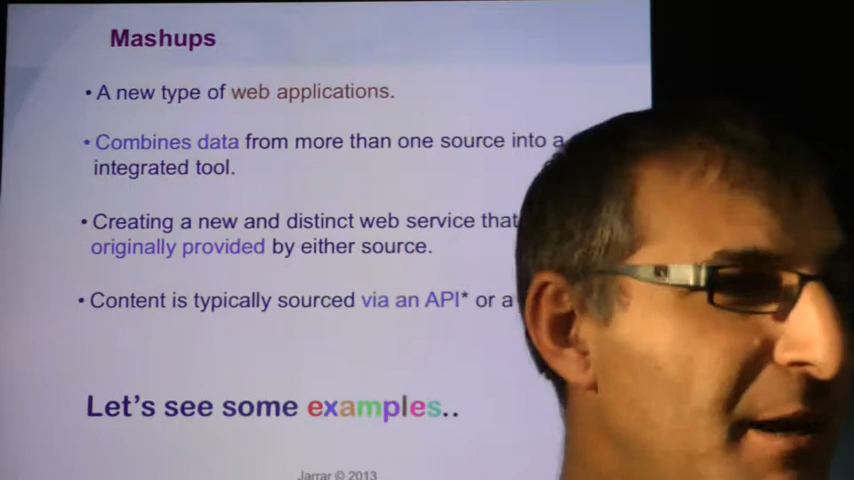 Mashups
• A new type of web applications.
• Combines data from more than one source into a
integrated tool.
• Creating a new and distinct web service that
originally provided by either source.
• Content is typically sourced via an API* or a
Let's see some examples..
Jarrar © 2013